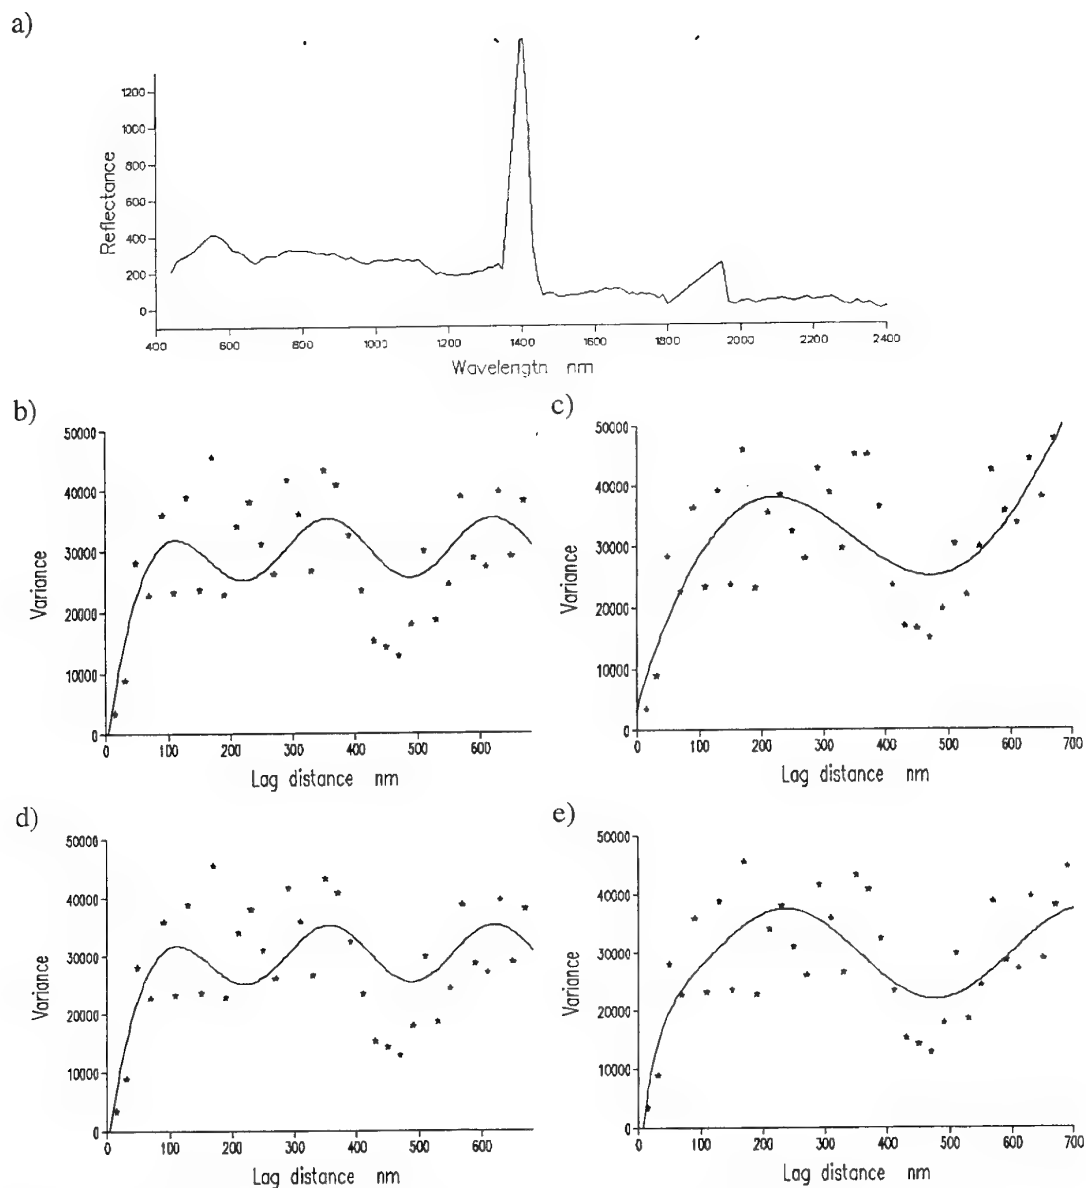 a)
1200
1000
800
600
400
200
0
Reflectance
400 600 800 1000 1200 1400 1600 1800 2000 2200 2400
Wavelength nm
b)
50000
40000
30000
20000
10000
0
Variance
0 100 200 300 400 500 600
Lag distance nm
c)
50000
40000
30000
20000
10000
0
Variance
0 100 200 300 400 500 600 700
Lag distance nm
d)
50000
40000
30000
20000
10000
0
Variance
0 100 200 300 400 500 600
Lag distance nm
e)
50000
40000
30000
20000
10000
0
Variance
0 100 200 300 400 500 600 700
Lag distance nm